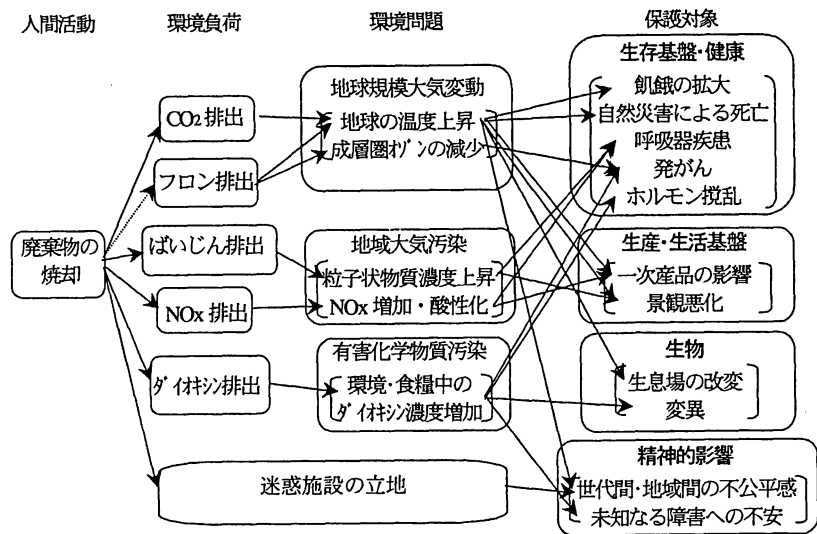 人間活動 環境負荷 環境問題 保護対象
廃棄物の
焼却
CO2 排出
フロン排出
ばいじん排出
NOx 排出
ダイオキシン排出
迷惑施設の立地
地球規模大気変動
地球の温度上昇
成層圏オゾンの減少
地域大気汚染
粒子状物質濃度上昇
NOx 増加・酸性化
有害化学物質汚染
環境・食糧中の
ダイオキシン濃度増加
生存基盤・健康
飢餓の拡大
自然災害による死亡
呼吸器疾患
発がん
ホルモン撹乱
生産・生活基盤
一次産品の影響
景観悪化
生物
生息場の改変
変異
精神的影響
世代間・地域間の不公平感
未知なる障害への不安